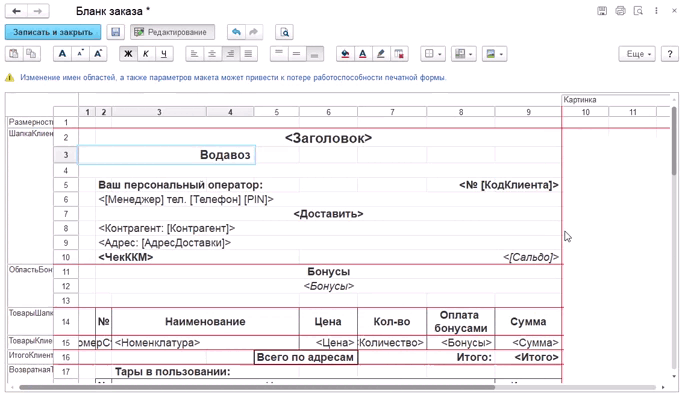 Бланк заказа *
Записать и закрыть Редактирование
А А А Ж К Ч А Еще ?
Изменение имен областей, а также параметров макета может привести к потере работоспособности печатной формы.
Картинка
1 2 3 4 5 6 7 8 9 10 11
Размерность 1
ШапкаКлиен 2 <Заголовок>
3 Водавоз
4
5 Ваш персональный оператор: <№ [КодКлиента]>
6 <[Менеджер] тел. [Телефон] [PIN]>
7 <Доставить>
8 <Контрагент: [Контрагент]>
9 <Адрес: [АдресДоставки]>
10 <ЧекККМ> <[Сальдо]>
ОбластьБон 11 Бонусы
12 <Бонусы>
13
ТоварыШапк 14 № Наименование Цена Кол-во Оплата бонусами Сумма
ТоварыКлие 15 омерСт <Номенклатура> <Цена> Количество> <Бонусы> <Сумма>
ИтогоКлиент 16 Всего по адресам Итого: <Итого>
ВозвратнаяТ 17 Тары в пользовании: